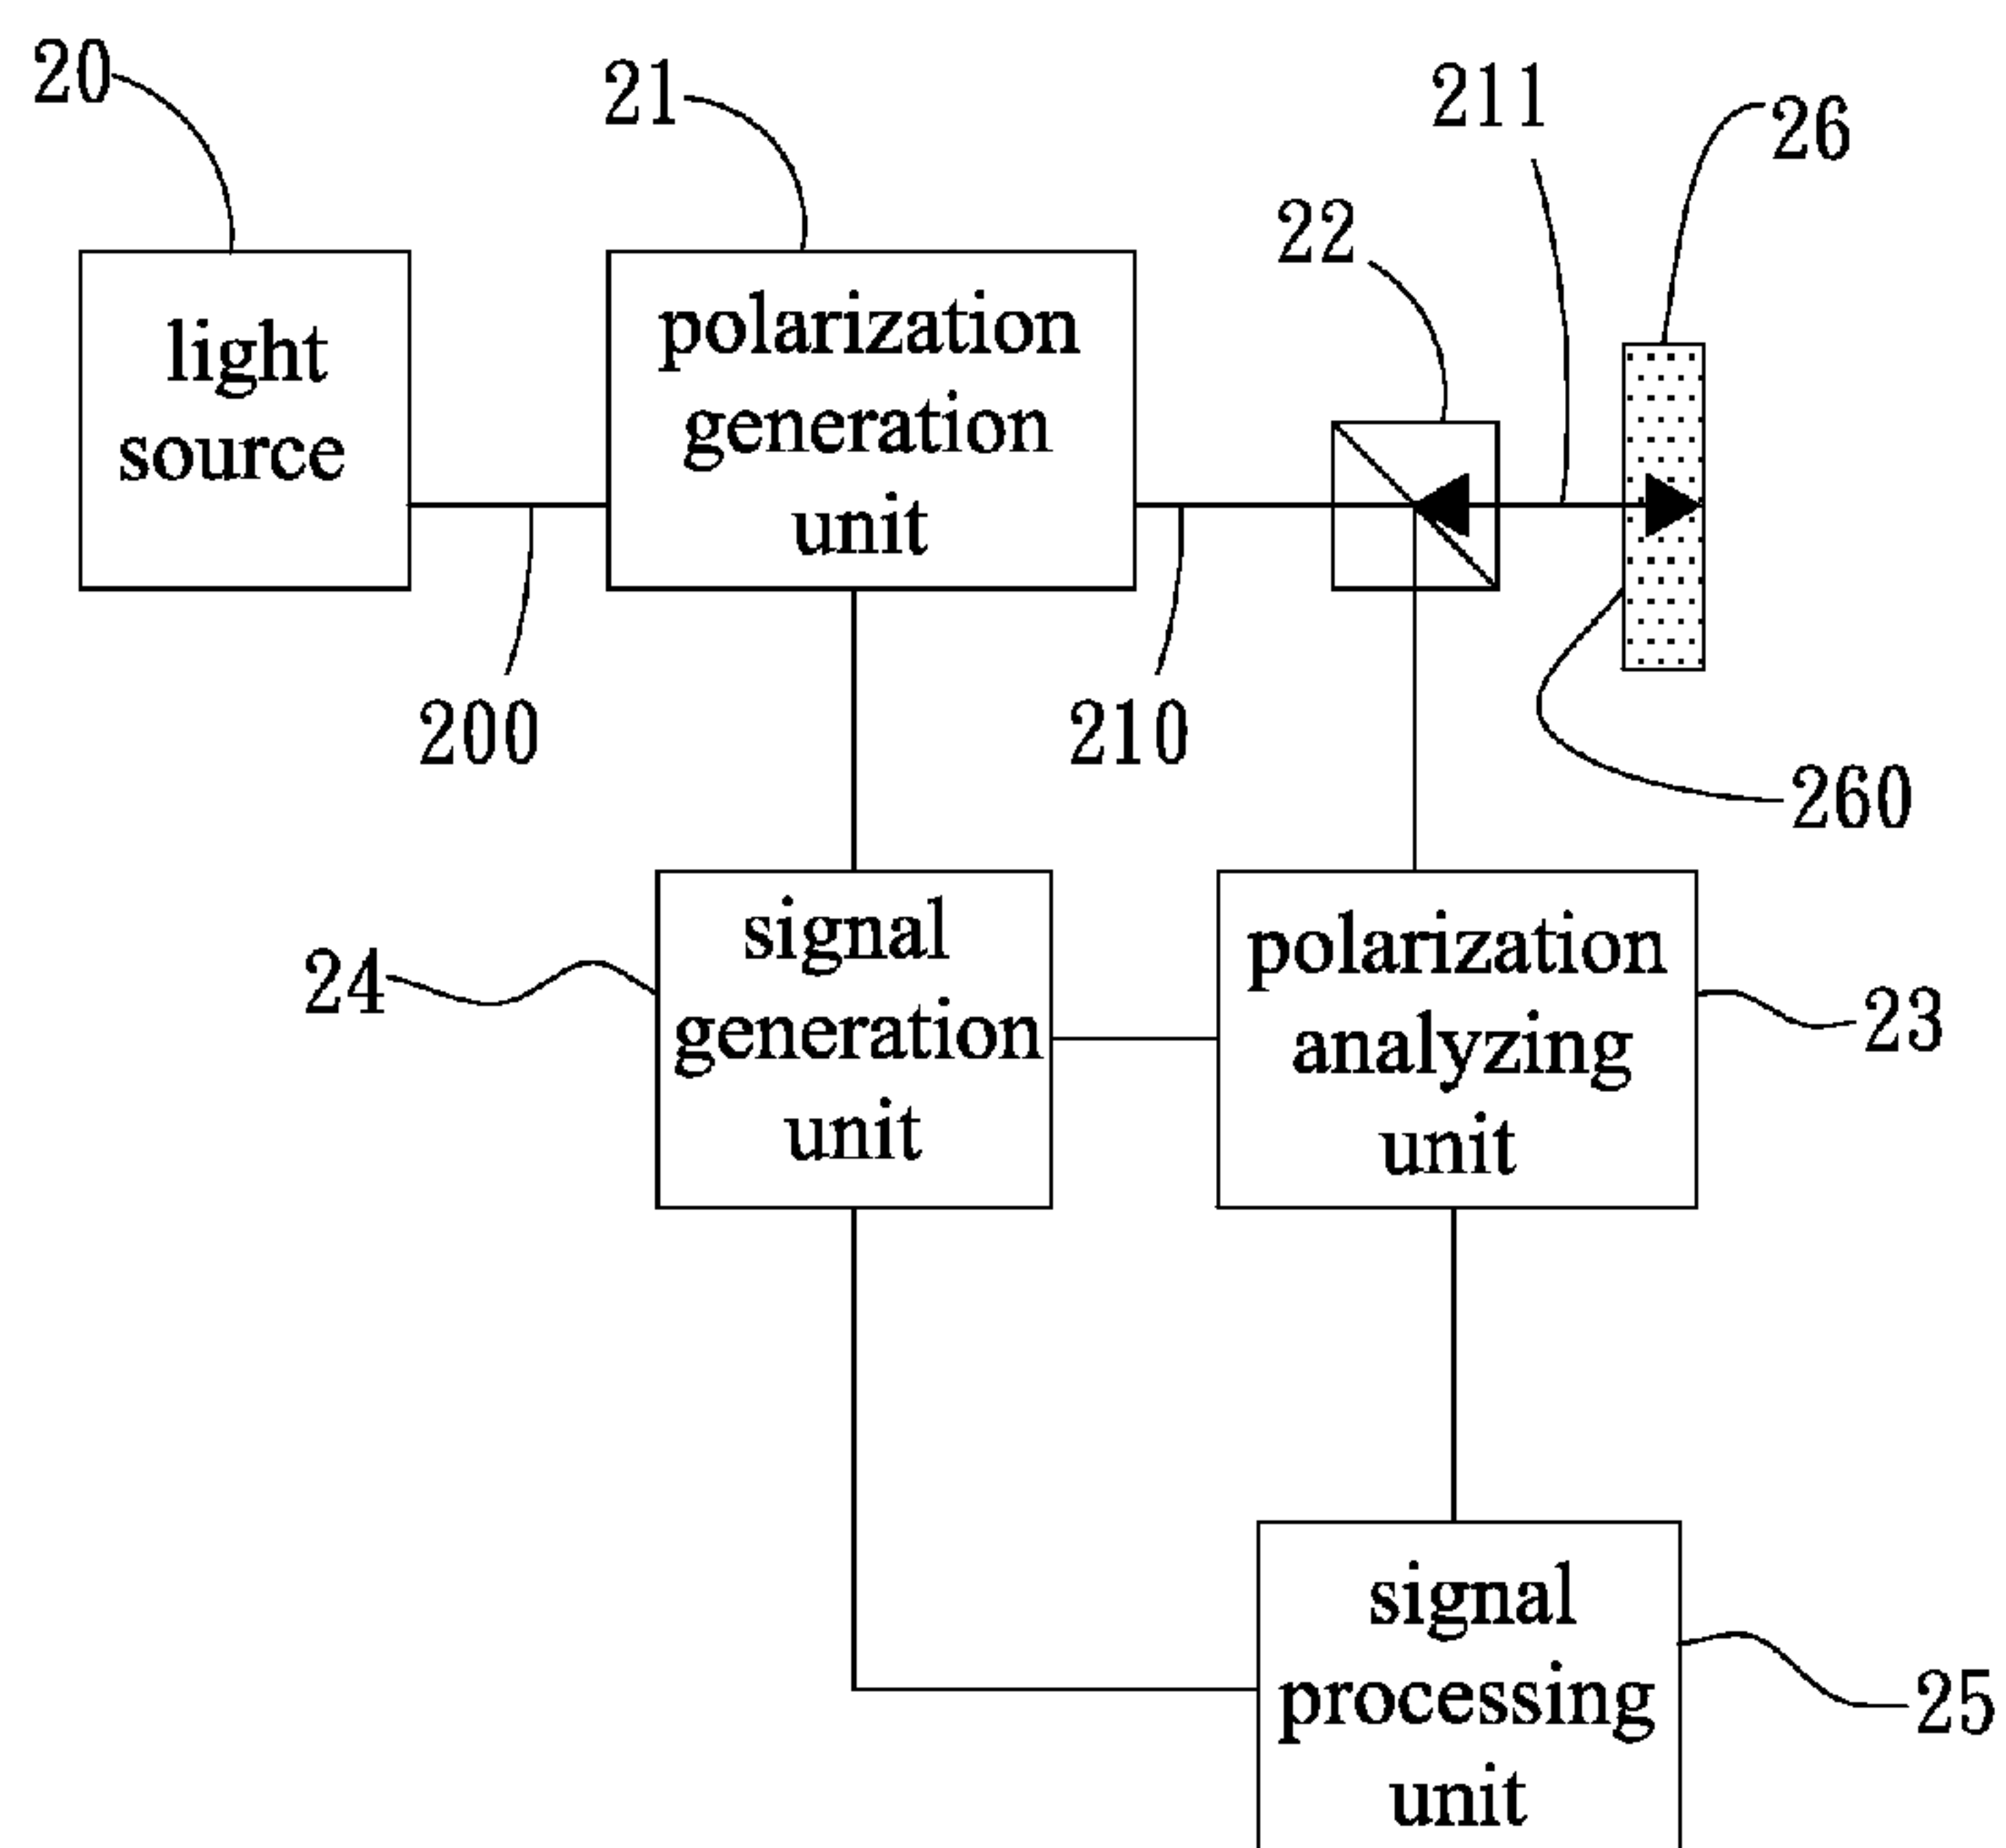 20
21
211
26
22
light
source
polarization
generation
unit
200
210
260
24
signal
generation
unit
polarization
analyzing
unit
23
signal
processing
unit
25